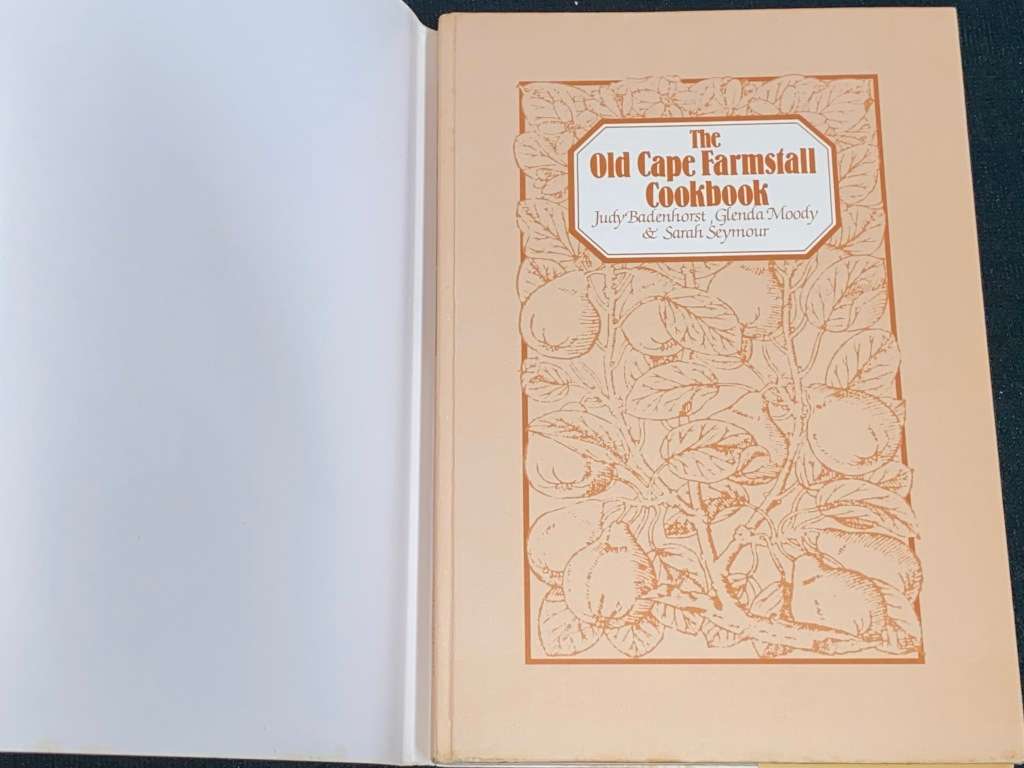 The
Old Cape Farmstall
Cookbook
Judy Badenhorst Glenda Moody
& Sarah Seymour